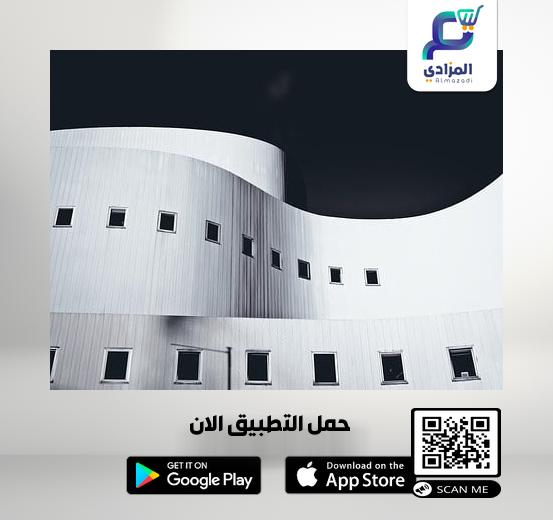 المزادي
Almazadi
حمل التطبيق الان
GET IT ON
Google Play
Download on the
App Store
SCAN ME